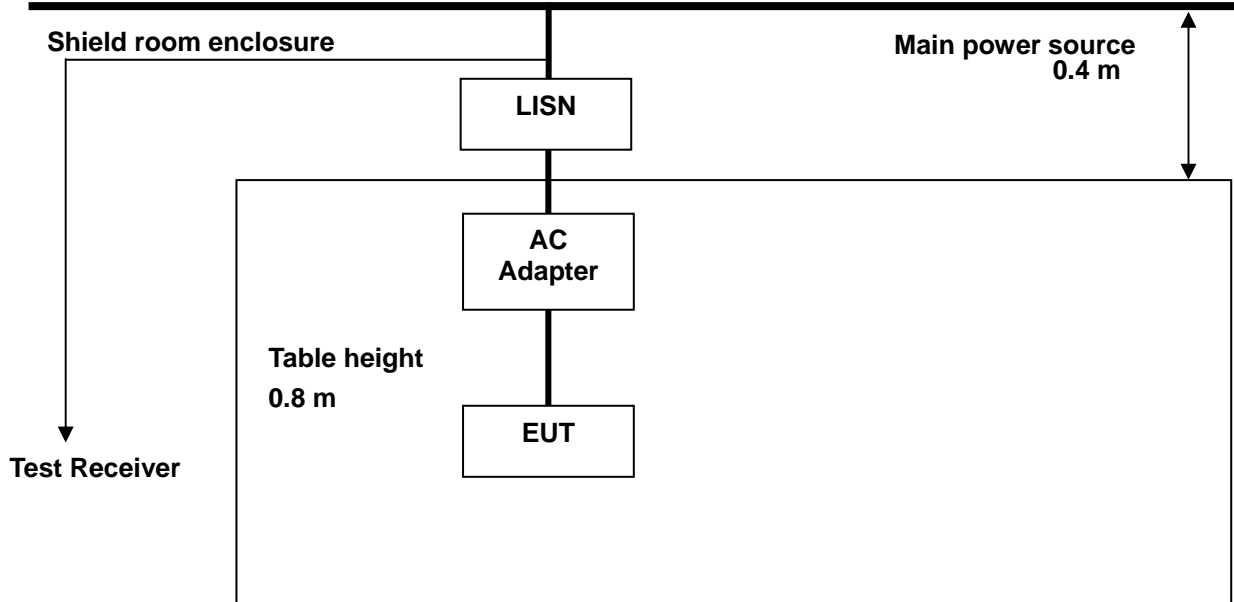 Shield room enclosure
Main power source
0.4 m
LISN
AC
Adapter
Table height
0.8 m
EUT
Test Receiver